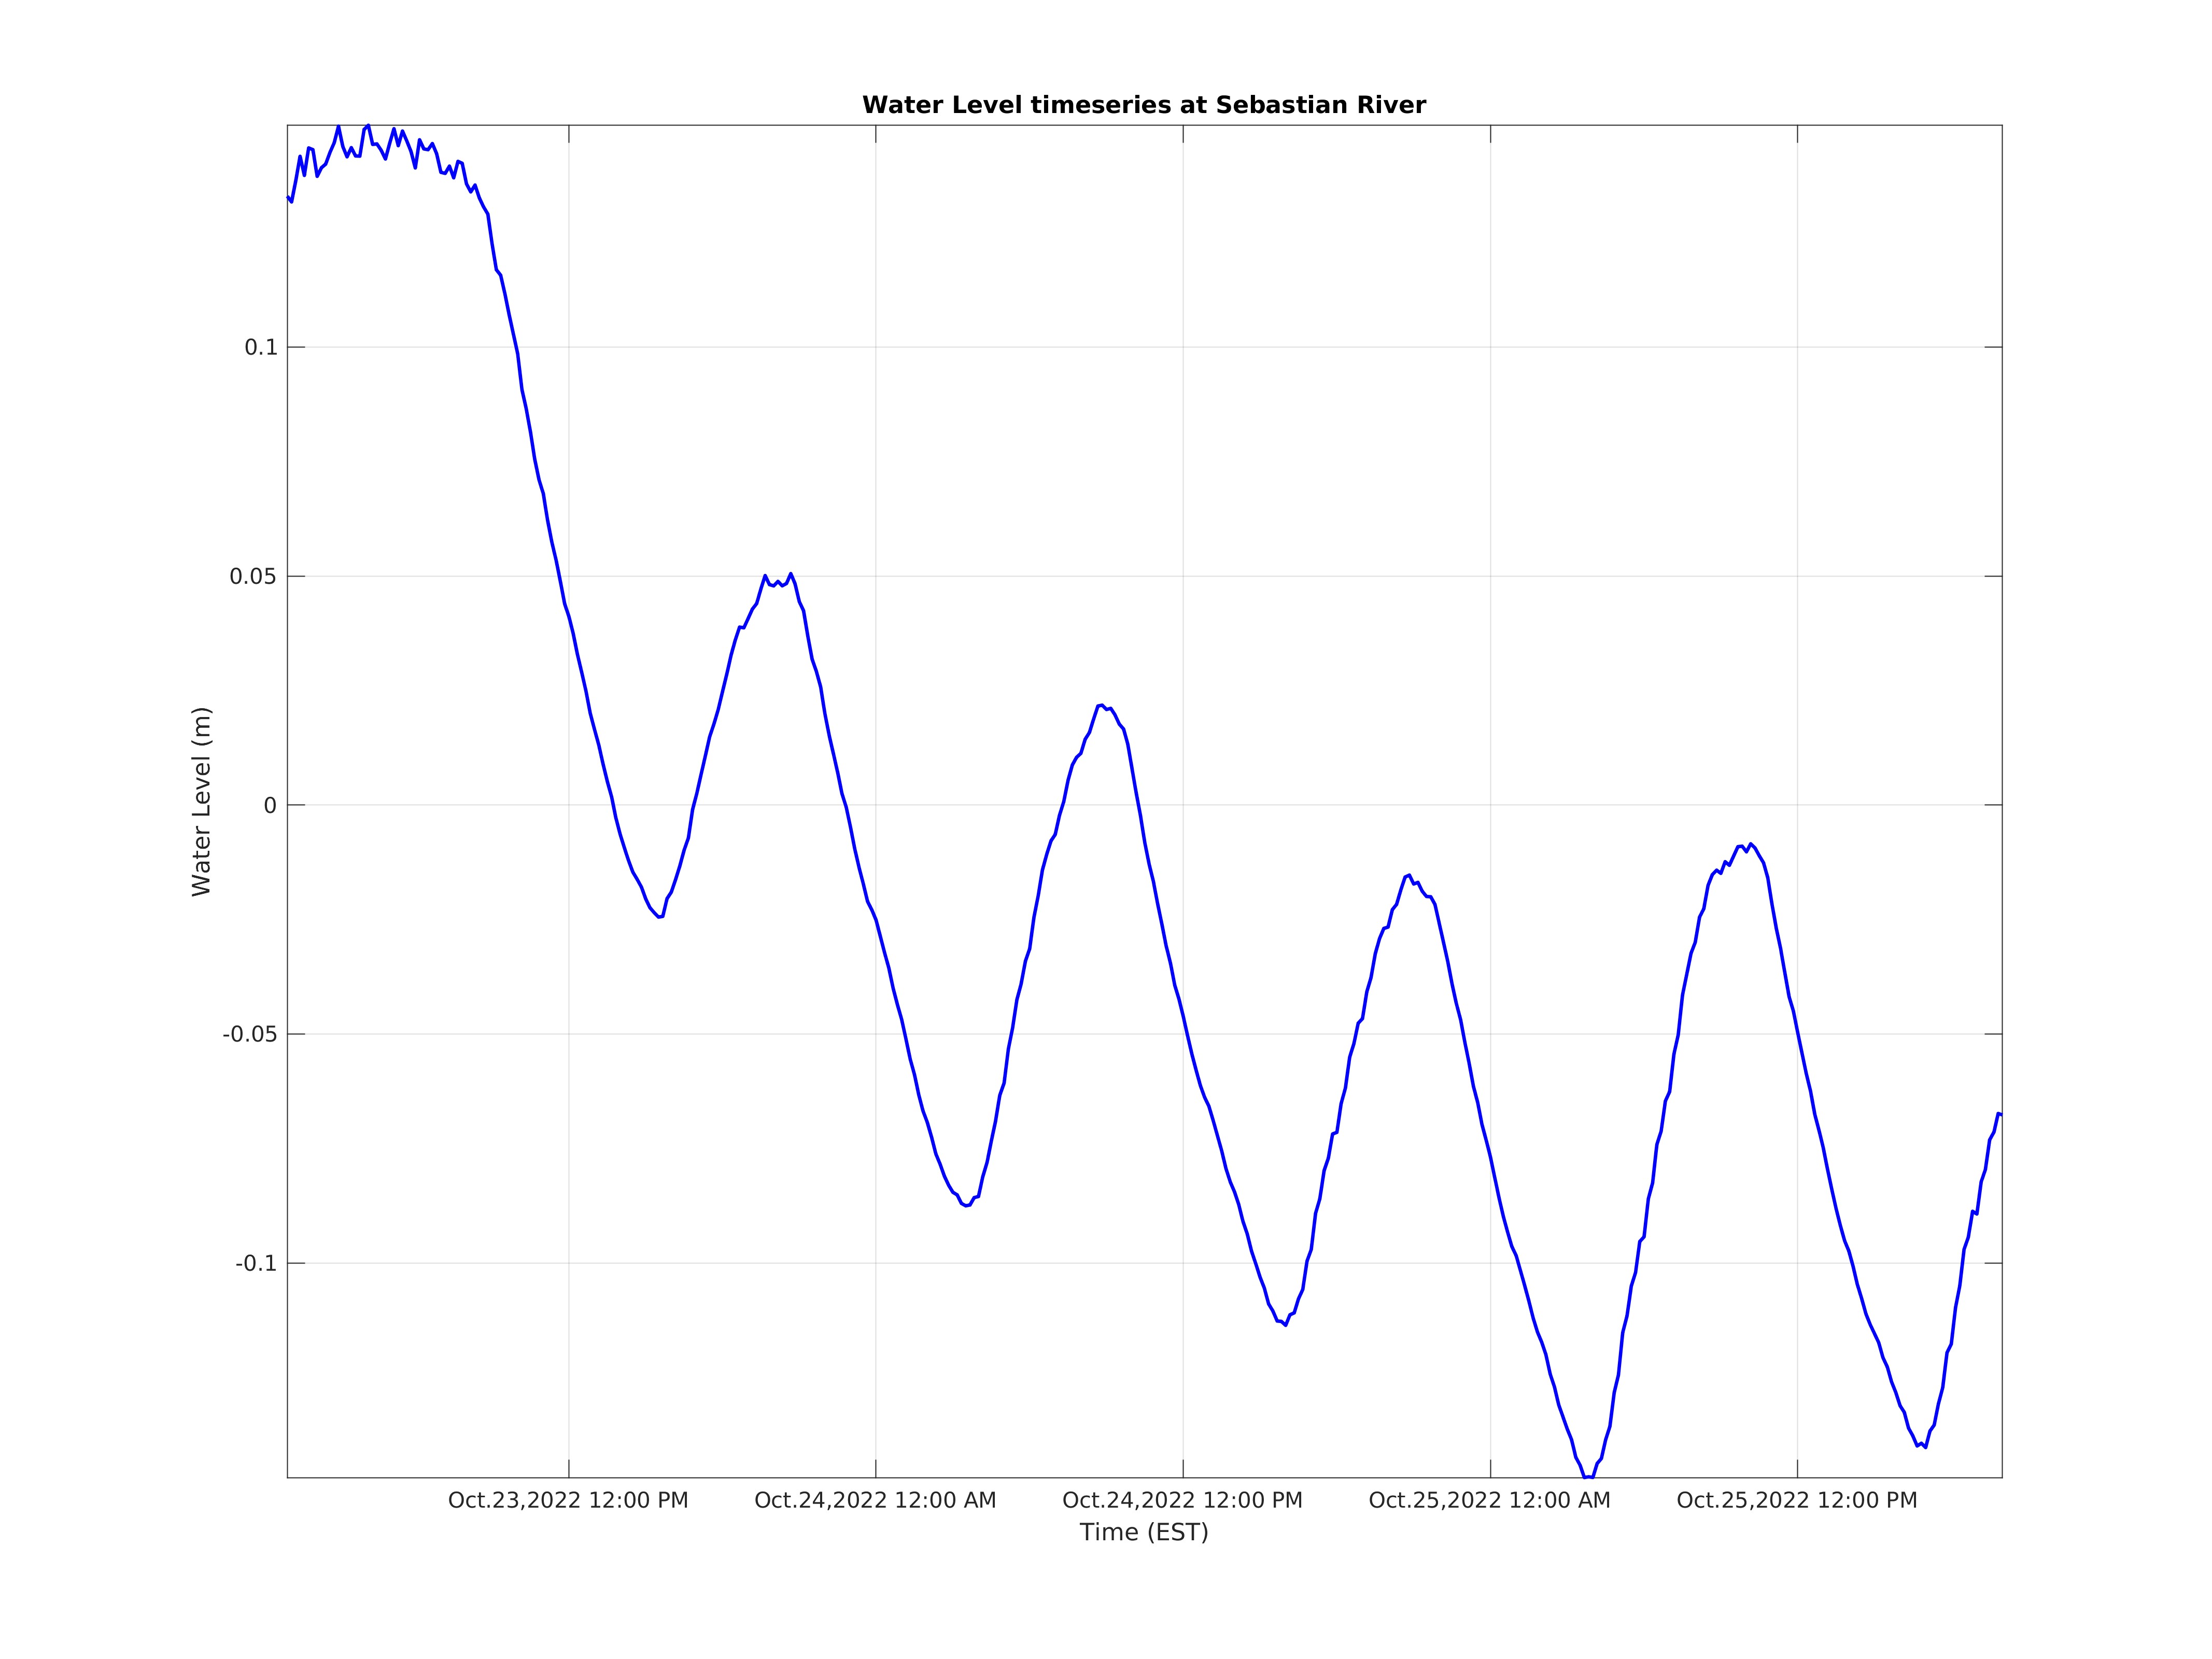 Water Level timeseries at Sebastian River
0.1
0.05
0
-0.05
-0.1
Water Level (m)
Oct.23,2022 12:00 PM
Oct.24,2022 12:00 AM
Oct.24,2022 12:00 PM
Oct.25,2022 12:00 AM
Oct.25,2022 12:00 PM
Time (EST)